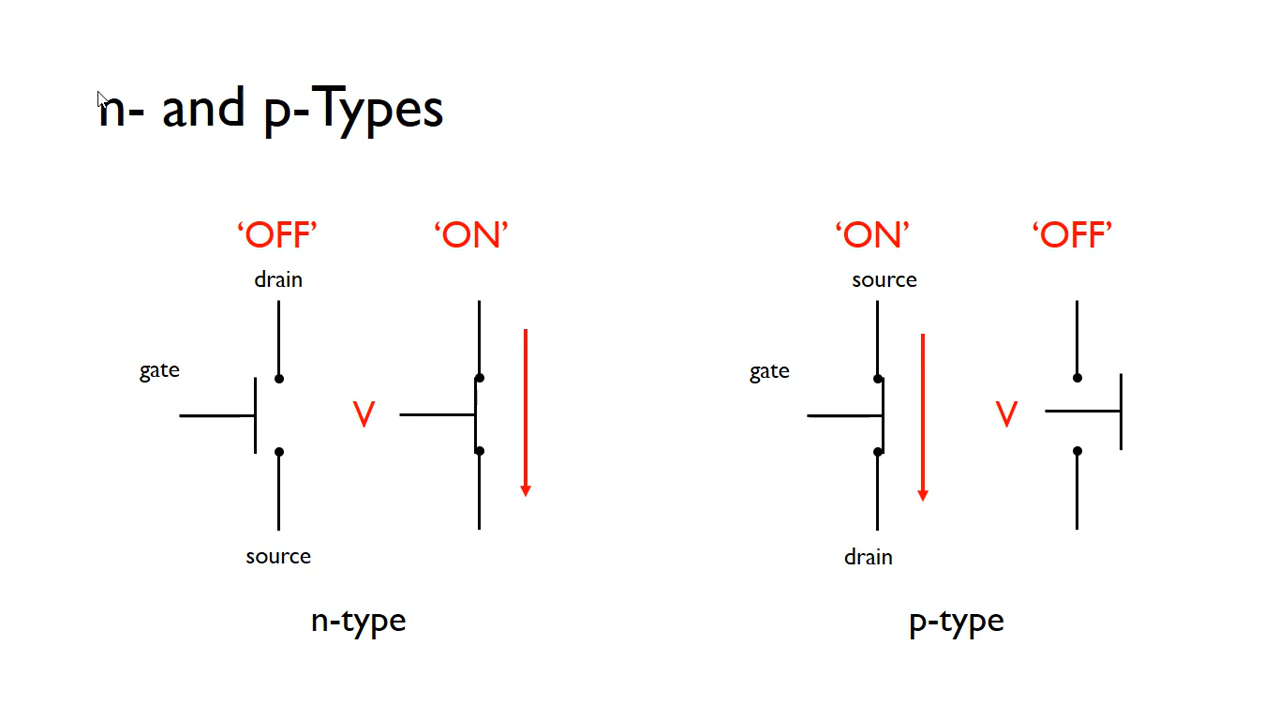 n- and p-Types
‘OFF’ ‘ON’ ‘ON’ ‘OFF’
drain source
gate gate
V V
source drain
n-type p-type